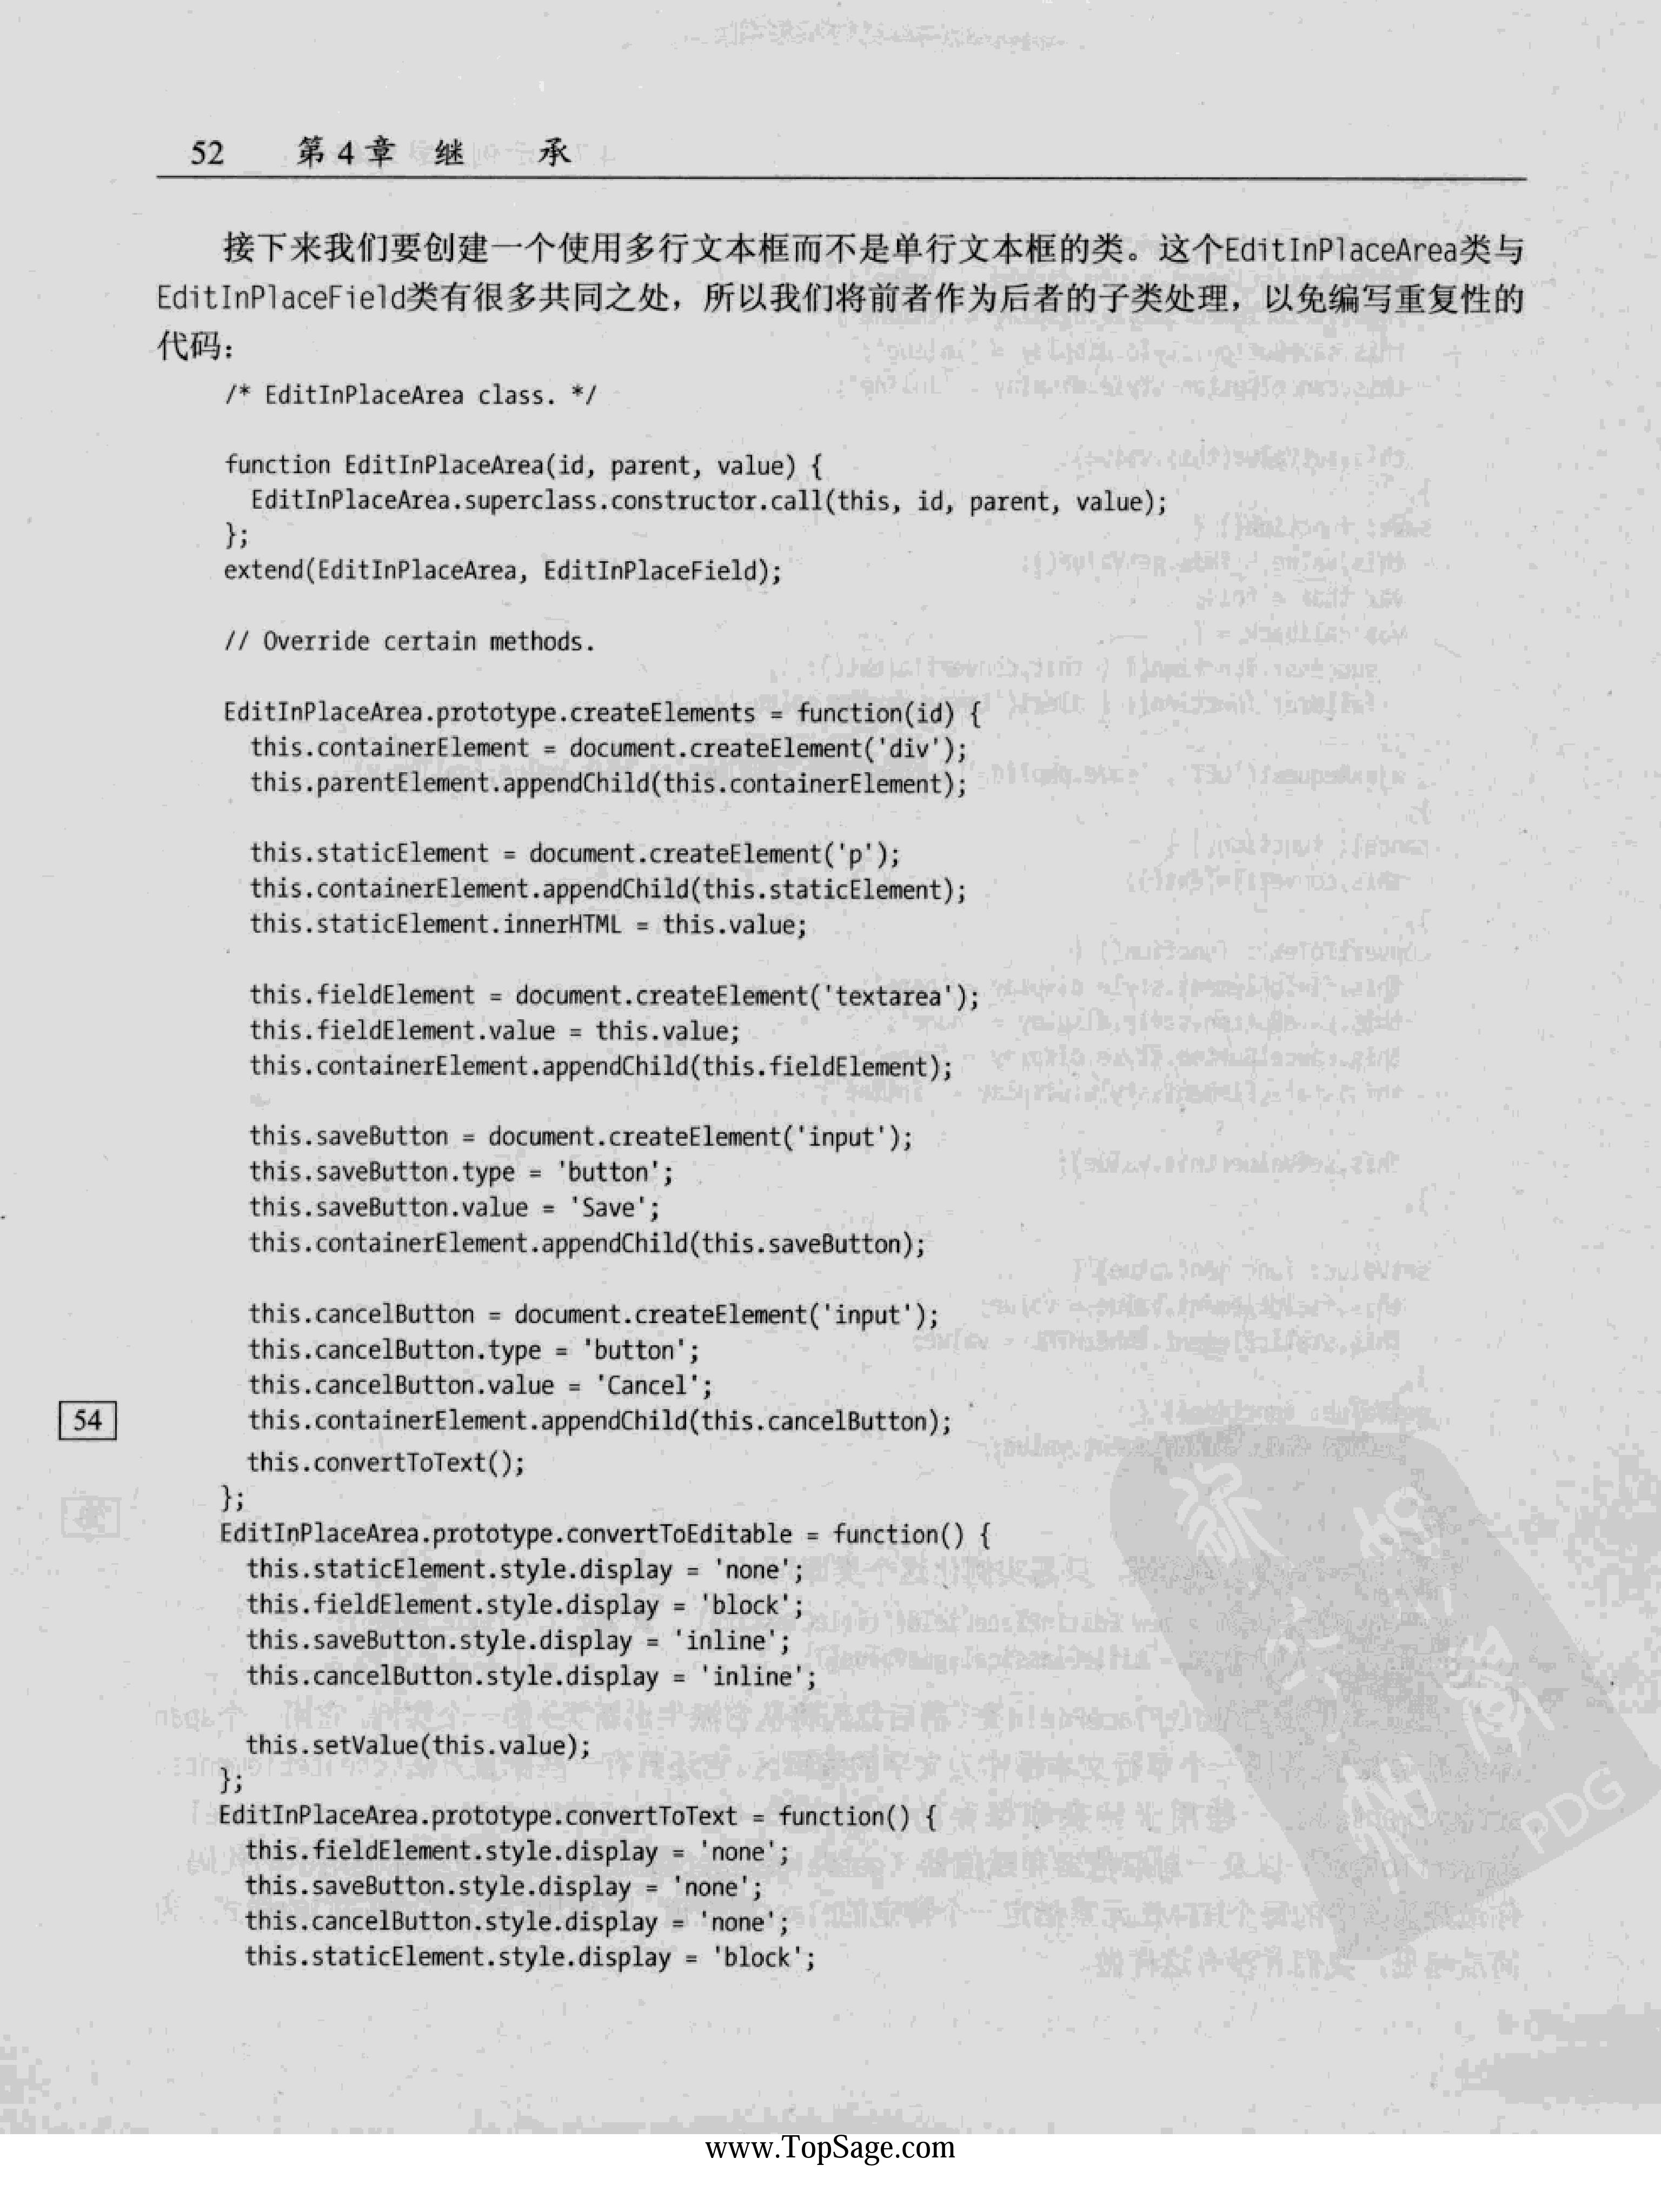 52 第4章 继 承
接下来我们要创建一个使用多行文本框而不是单行文本框的类。这个EditInPlaceArea类与
EditInPlaceField类有很多共同之处，所以我们将前者作为后者的子类处理，以免编写重复性的
代码：
/* EditInPlaceArea class. */
function EditInPlaceArea(id, parent, value) {
EditInPlaceArea.superclass.constructor.call(this, id, parent, value);
};
extend(EditInPlaceArea, EditInPlaceField);
// Override certain methods.
EditInPlaceArea.prototype.createElements = function(id) {
this.containerElement = document.createElement('div');
this.parentElement.appendChild(this.containerElement);
this.staticElement = document.createElement('p');
this.containerElement.appendChild(this.staticElement);
this.staticElement.innerHTML = this.value;
this.fieldElement = document.createElement('textarea');
this.fieldElement.value = this.value;
this.containerElement.appendChild(this.fieldElement);
this.saveButton = document.createElement('input');
this.saveButton.type = 'button';
this.saveButton.value = 'Save';
this.containerElement.appendChild(this.saveButton);
this.cancelButton = document.createElement('input');
this.cancelButton.type = 'button';
this.cancelButton.value = 'Cancel';
54
this.containerElement.appendChild(this.cancelButton);
this.convertToText();
};
EditInPlaceArea.prototype.convertToEditable = function() {
this.staticElement.style.display = 'none';
this.fieldElement.style.display = 'block';
this.saveButton.style.display = 'inline';
this.cancelButton.style.display = 'inline';
this.setValue(this.value);
};
EditInPlaceArea.prototype.convertToText = function() {
this.fieldElement.style.display = 'none';
this.saveButton.style.display = 'none';
this.cancelButton.style.display = 'none';
this.staticElement.style.display = 'block';
PDG
www.TopSage.com